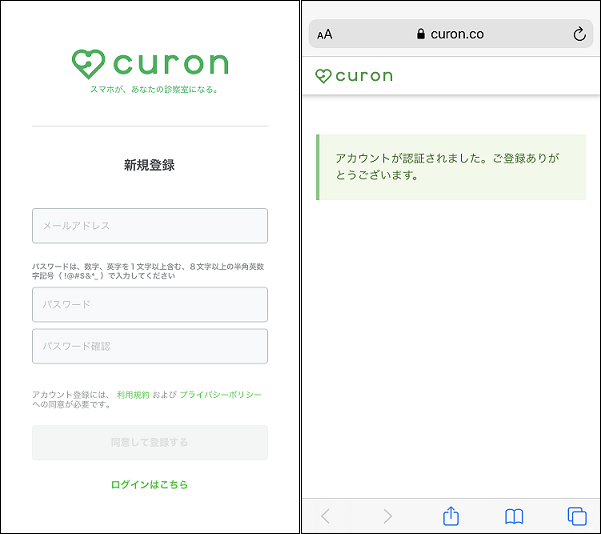 curon
スマホが、あなたの診察室になる。
新規登録
メールアドレス
パスワードは、数字、英字を1文字以上含む、8文字以上の半角英数
字記号（ !@#$&*_ ）で入力してください
パスワード
パスワード確認
アカウント登録には、 利用規約 および プライバシーポリシー
への同意が必要です。
同意して登録する
ログインはこちら
AA curon.co
curon
アカウントが認証されました。ご登録ありが
とうございます。